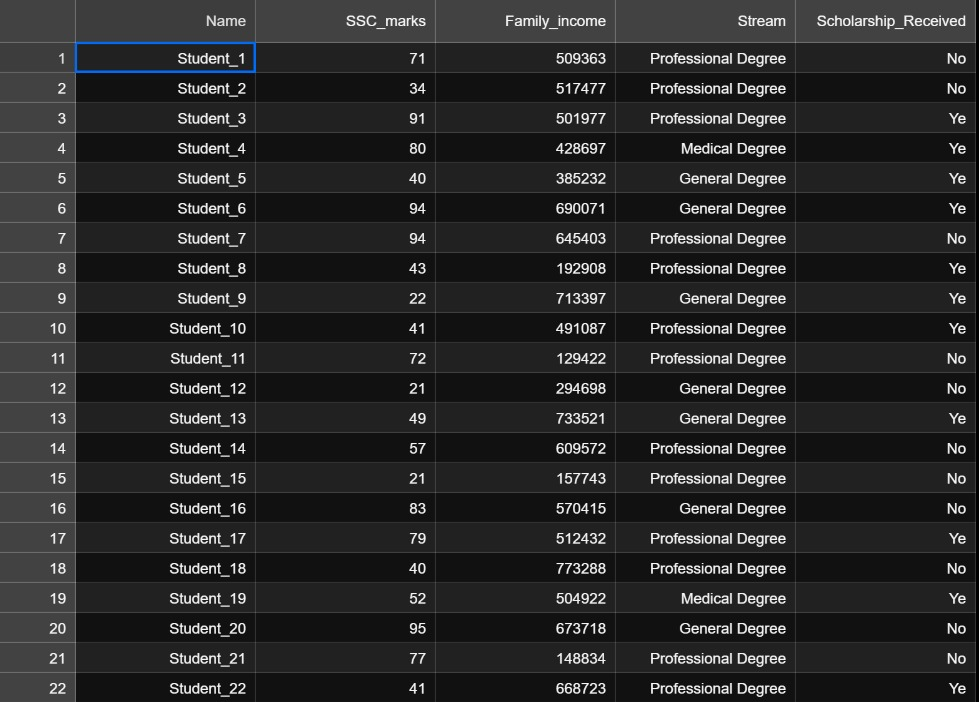 Name SSC_marks Family_income Stream Scholarship_Received
1 Student_1 71 509363 Professional Degree No
2 Student_2 34 517477 Professional Degree No
3 Student_3 91 501977 Professional Degree Ye
4 Student_4 80 428697 Medical Degree Ye
5 Student_5 40 385232 General Degree Ye
6 Student_6 94 690071 General Degree Ye
7 Student_7 94 645403 Professional Degree No
8 Student_8 43 192908 Professional Degree Ye
9 Student_9 22 713397 General Degree Ye
10 Student_10 41 491087 Professional Degree Ye
11 Student_11 72 129422 Professional Degree No
12 Student_12 21 294698 General Degree No
13 Student_13 49 733521 General Degree Ye
14 Student_14 57 609572 Professional Degree No
15 Student_15 21 157743 Professional Degree No
16 Student_16 83 570415 General Degree No
17 Student_17 79 512432 Professional Degree Ye
18 Student_18 40 773288 Professional Degree No
19 Student_19 52 504922 Medical Degree Ye
20 Student_20 95 673718 General Degree No
21 Student_21 77 148834 Professional Degree No
22 Student_22 41 668723 Professional Degree Ye